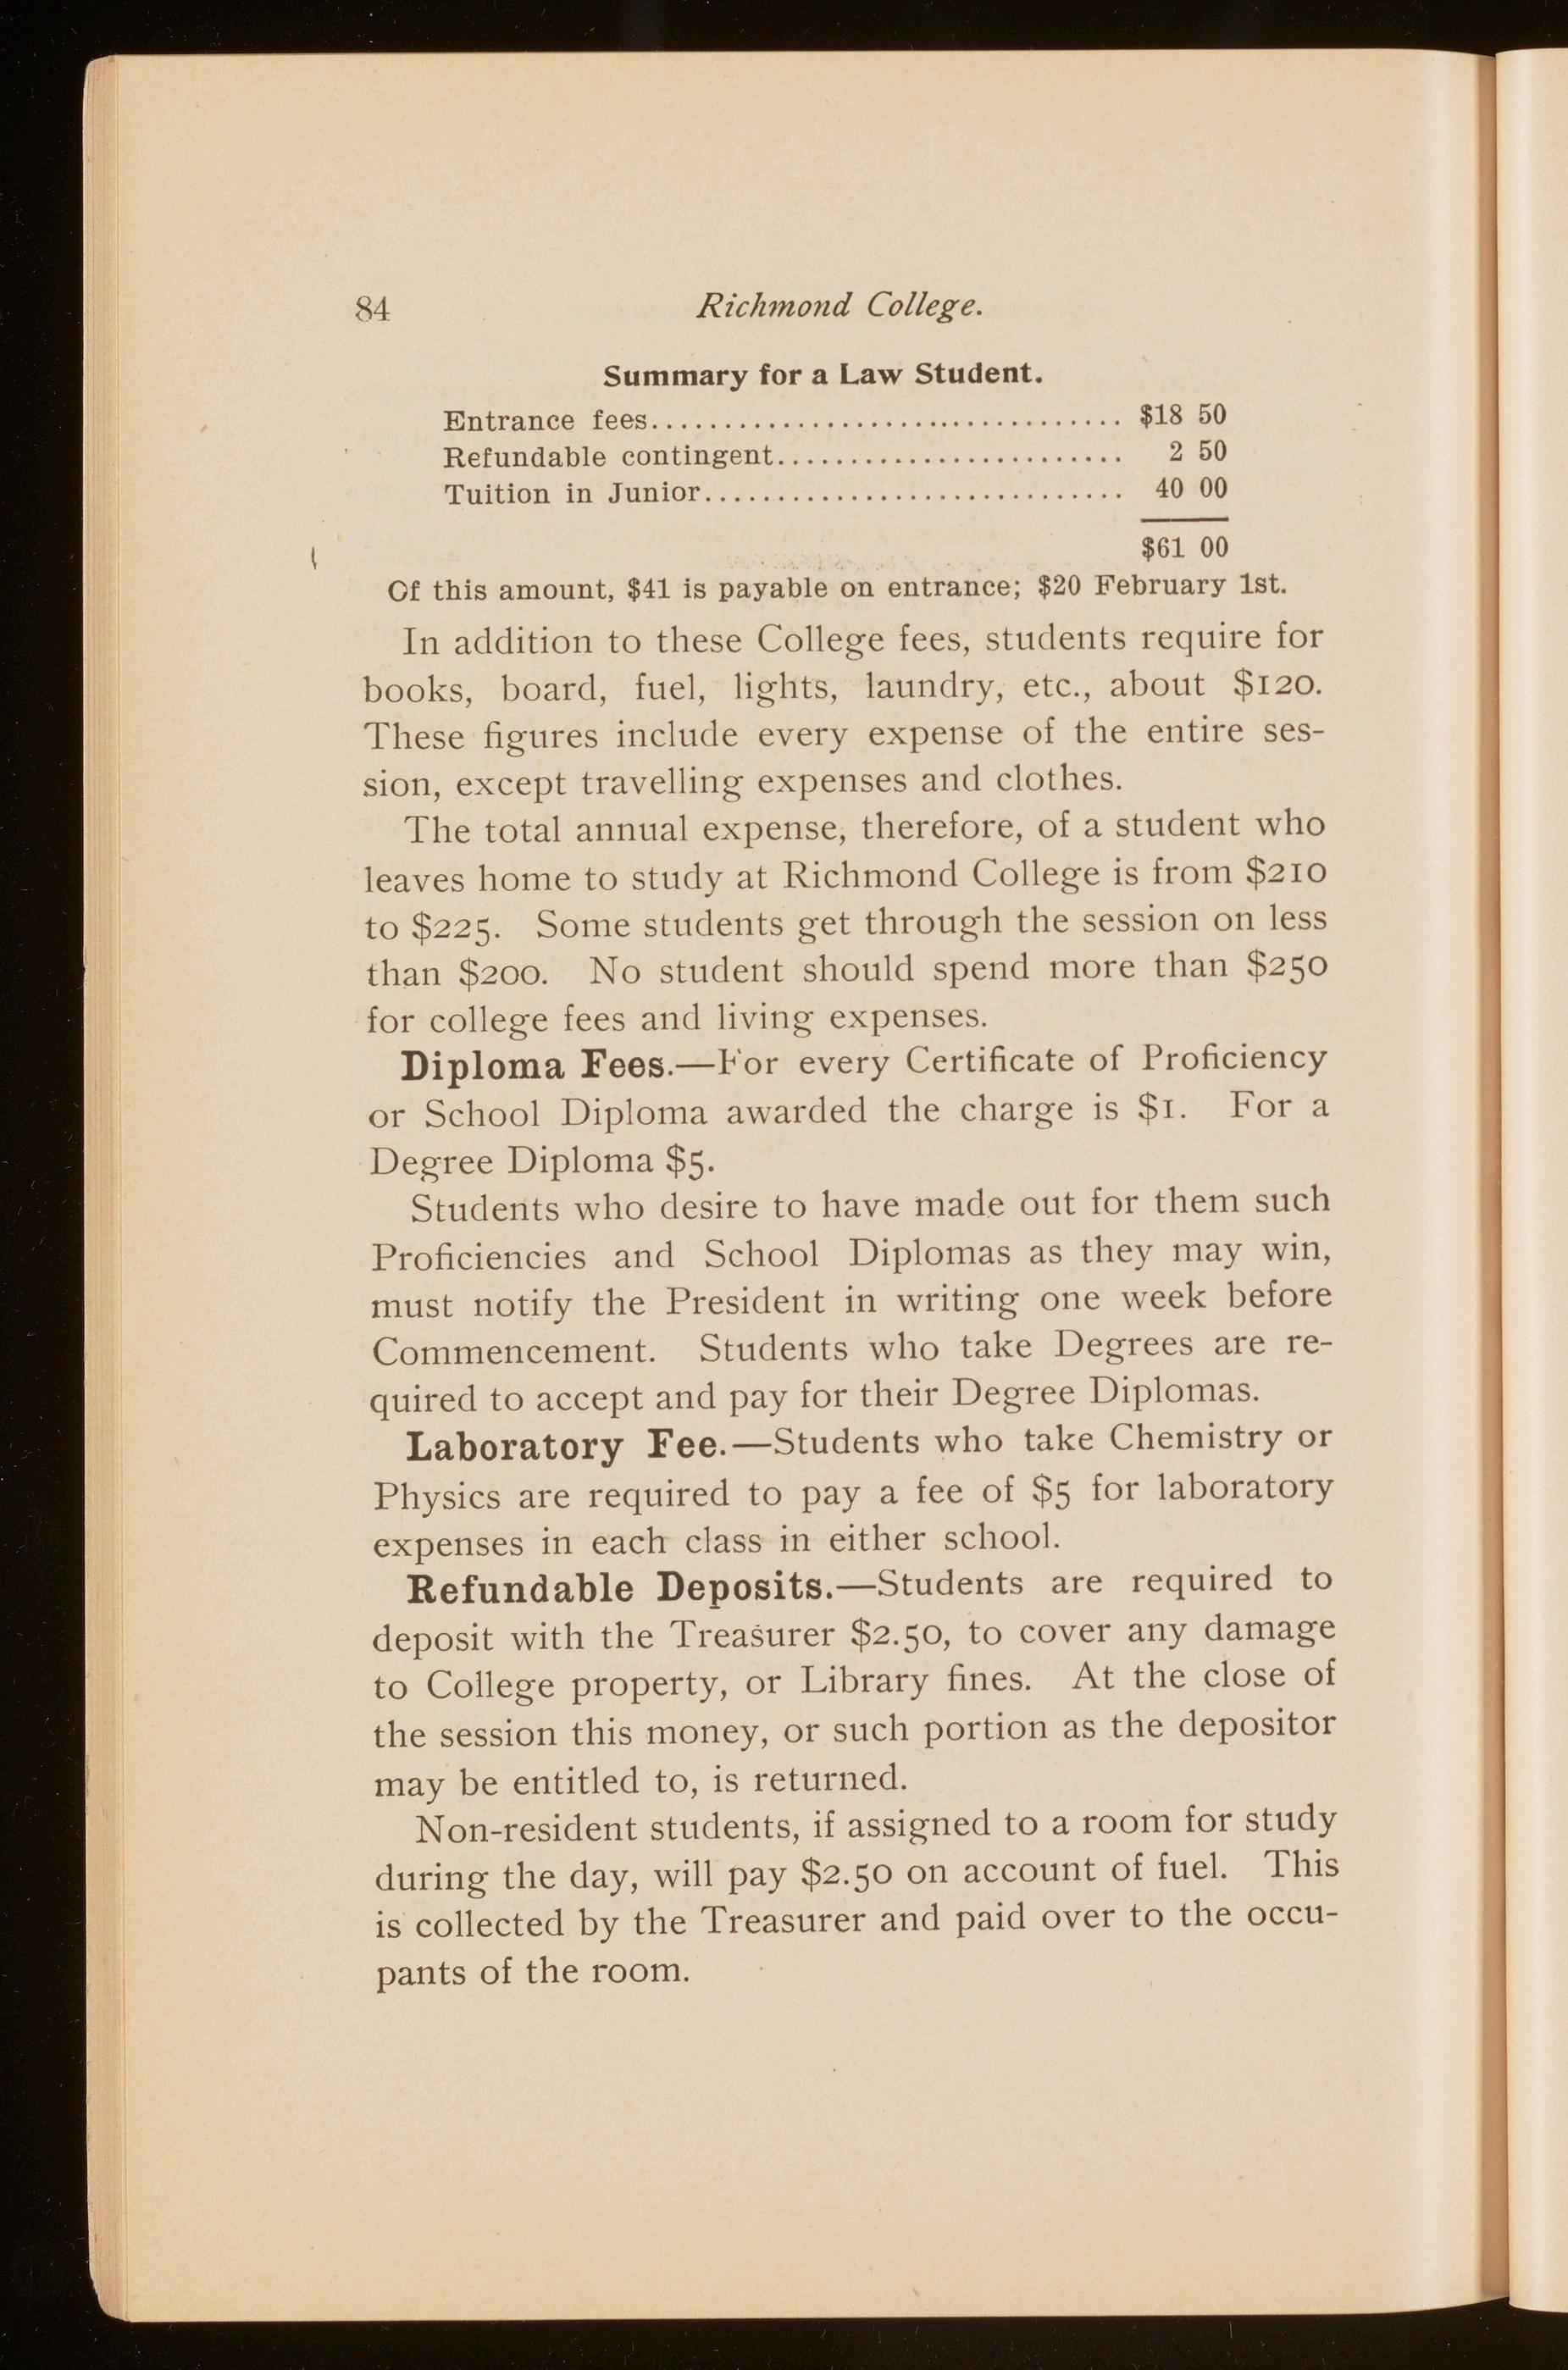 84
Richmond College.
Summary for a Law Student.
Entrance fees................................. $18 50
Refundable contingent........................ 2 50
Tuition in Junior............................. 40 00
$61 00
Of this amount, $41 is payable on entrance; $20 February 1st.
In addition to these College fees, students require for
books, board, fuel, lights, laundry, etc., about $120.
These figures include every expense of the entire ses-
sion, except travelling expenses and clothes.
The total annual expense, therefore, of a student who
leaves home to study at Richmond College is from $210
to $225. Some students get through the session on less
than $200. No student should spend more than $250
for college fees and living expenses.
Diploma Fees.—For every Certificate of Proficiency
or School Diploma awarded the charge is $1. For a
Degree Diploma $5.
Students who desire to have made out for them such
Proficiencies and School Diplomas as they may win,
must notify the President in writing one week before
Commencement. Students who take Degrees are re-
quired to accept and pay for their Degree Diplomas.
Laboratory Fee.—Students who take Chemistry or
Physics are required to pay a fee of $5 for laboratory
expenses in each class in either school.
Refundable Deposits.—Students are required to
deposit with the Treasurer $2.50, to cover any damage
to College property, or Library fines. At the close of
the session this money, or such portion as the depositor
may be entitled to, is returned.
Non-resident students, if assigned to a room for study
during the day, will pay $2.50 on account of fuel. This
is collected by the Treasurer and paid over to the occu-
pants of the room.